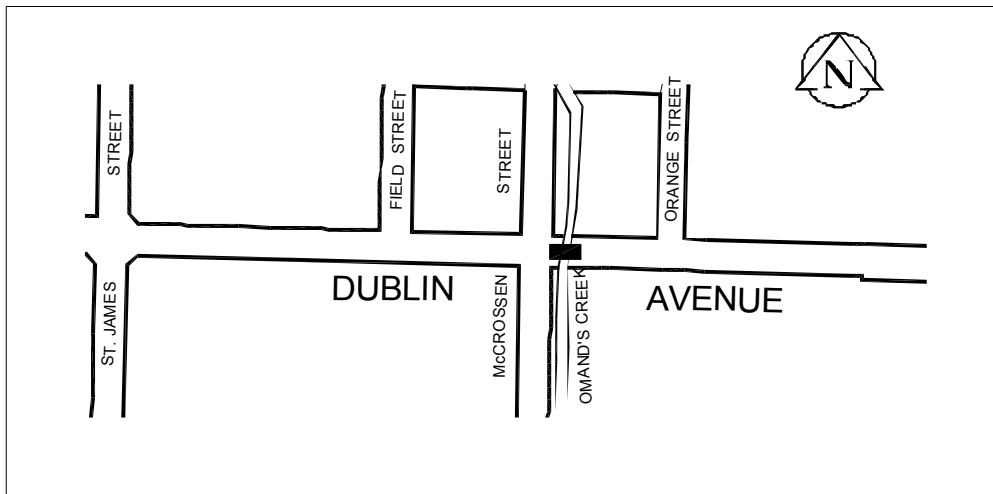 N
STREET
FIELD STREET
STREET
ORANGE STREET
ST. JAMES
DUBLIN
McCROSSEN
OMAND'S CREEK
AVENUE